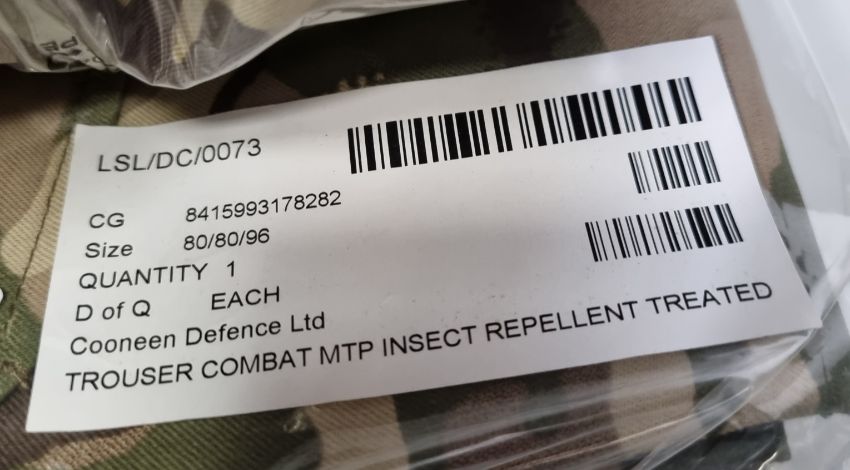 LSL/DC/0073
CG 8415993178282
Size 80/80/96
QUANTITY 1
D of Q EACH
Cooneen Defence Ltd
TROUSER COMBAT MTP INSECT REPELLENT TREATED